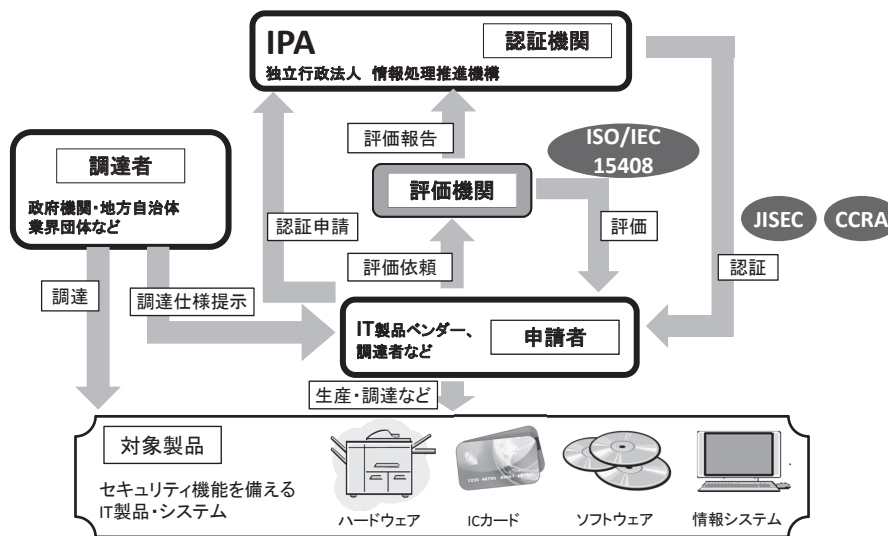 IPA
認証機関
独立行政法人 情報処理推進機構
評価報告
ISO/IEC
15408
調達者
政府機関・地方自治体
業界団体など
評価機関
認証申請
評価
JISEC
CCRA
評価依頼
認証
調達
調達仕様提示
IT製品ベンダー、
調達者など
申請者
生産・調達など
対象製品
セキュリティ機能を備える
IT製品・システム
ハードウェア
ICカード
ソフトウェア
情報システム